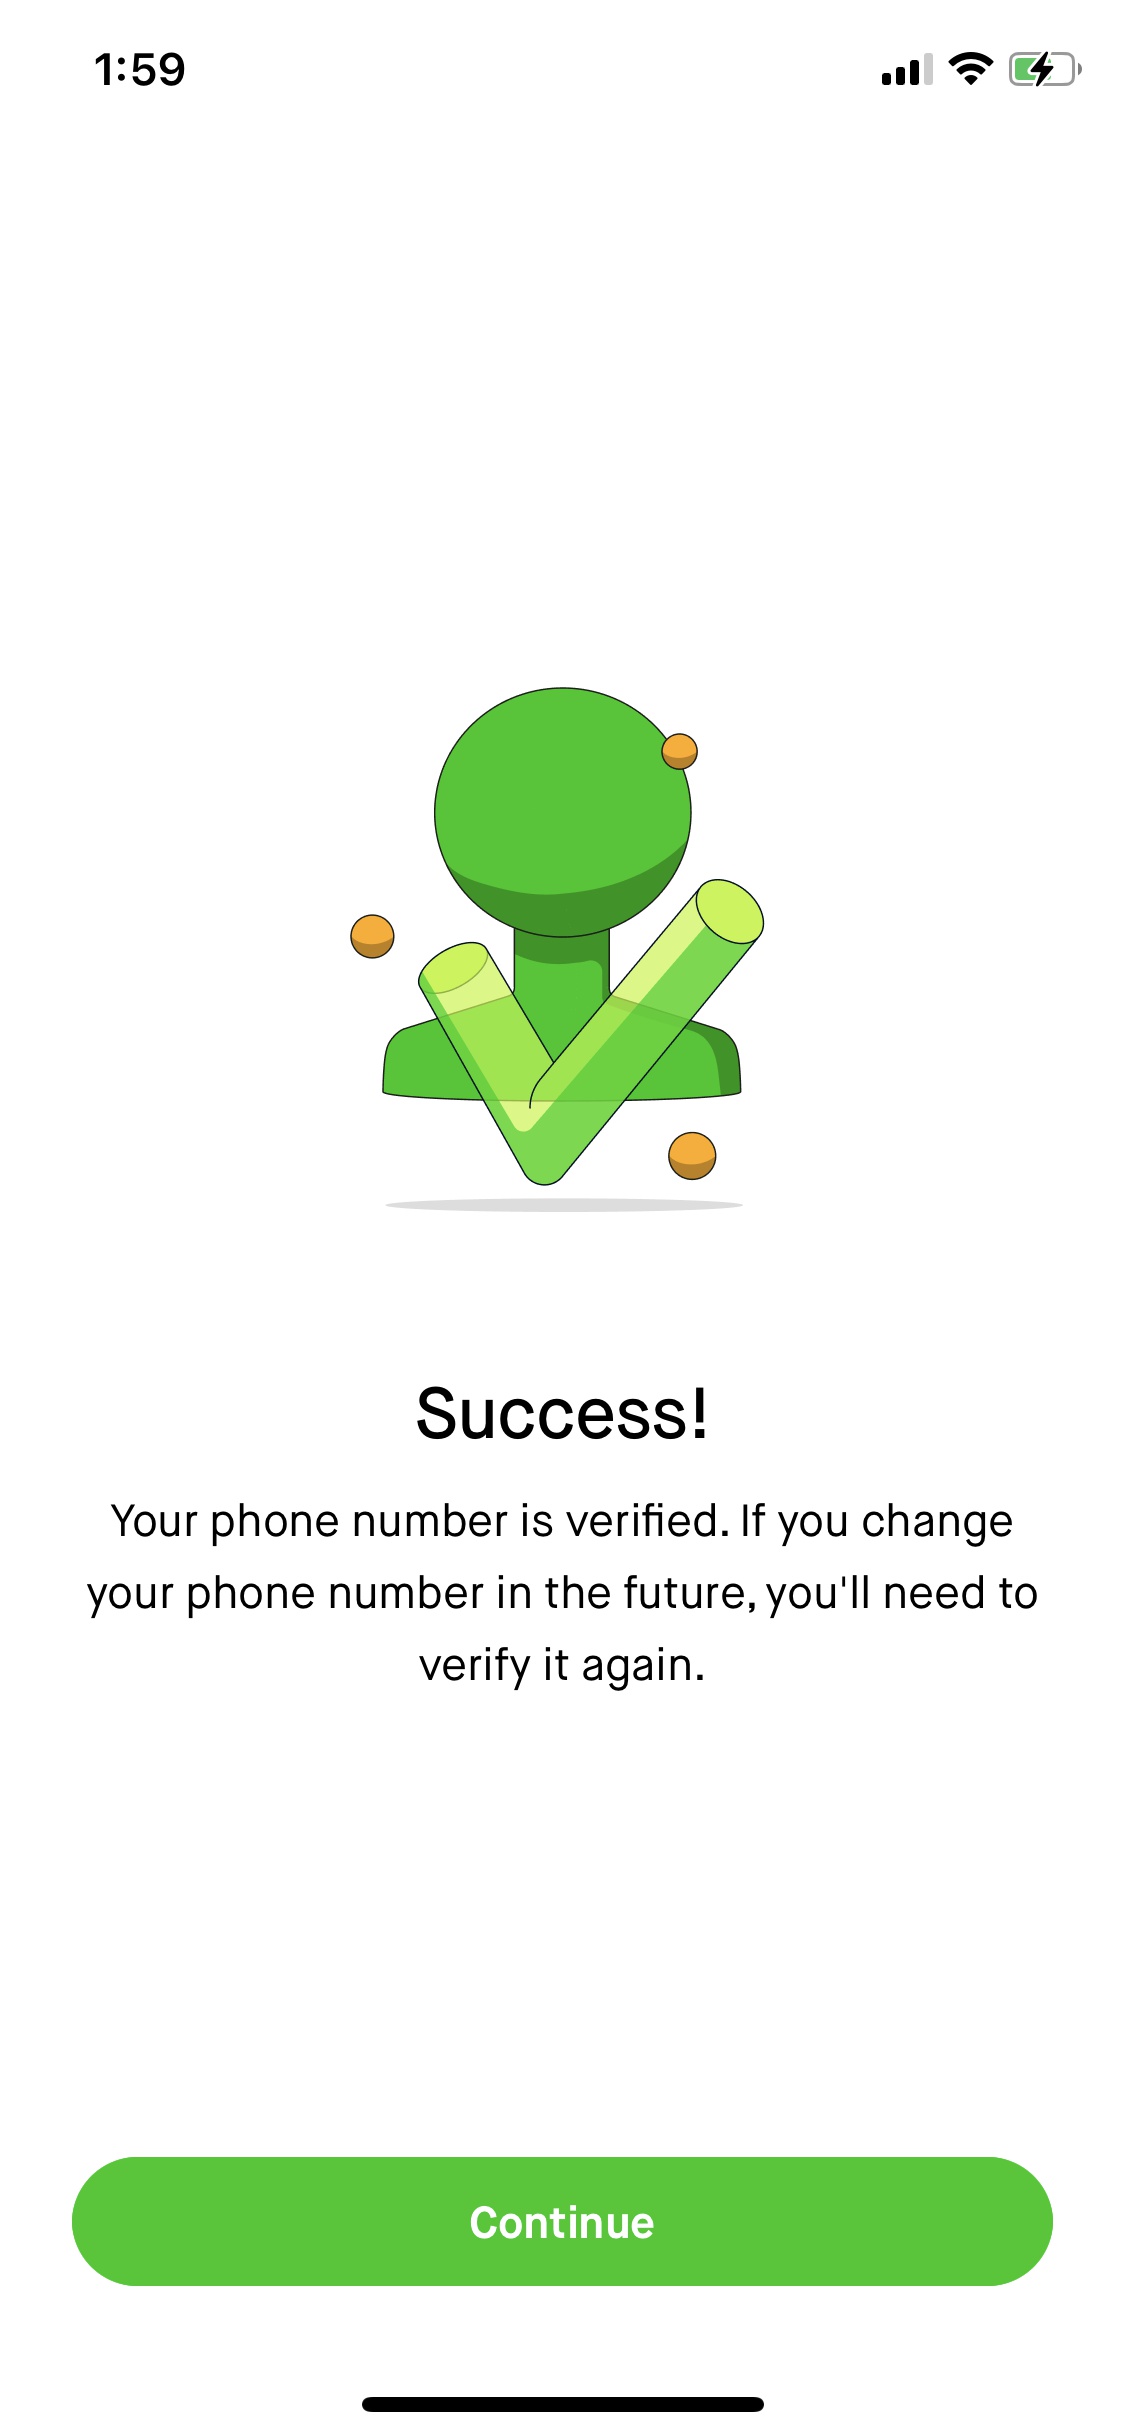 1:59
Success!
Your phone number is verified. If you change
your phone number in the future, you'll need to
verify it again.
Continue